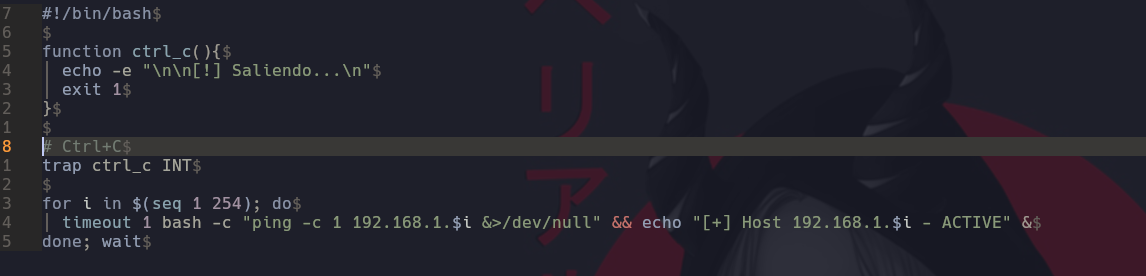 7 #!/bin/bash$
6 $
5 function ctrl_c(){$
4 | echo -e "\n\n[!] Saliendo...\n"$
3 | exit 1$
2 }$
1 $
8 # Ctrl+C$
1 trap ctrl_c INT$
2 $
3 for i in $(seq 1 254); do$
4 | timeout 1 bash -c "ping -c 1 192.168.1.$i &>/dev/null" && echo "[+] Host 192.168.1.$i - ACTIVE" &$
5 done; wait$
リア